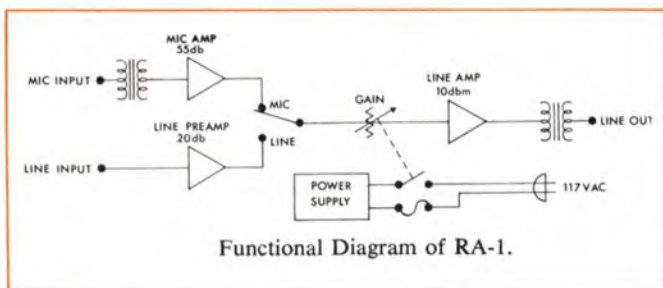 MIC AMP
55db
MIC INPUT
MIC
LINE
LINE PREAMP
20db
LINE INPUT
GAIN
LINE AMP
10dbm
LINE OUT
POWER
SUPPLY
117VAC
Functional Diagram of RA-1.